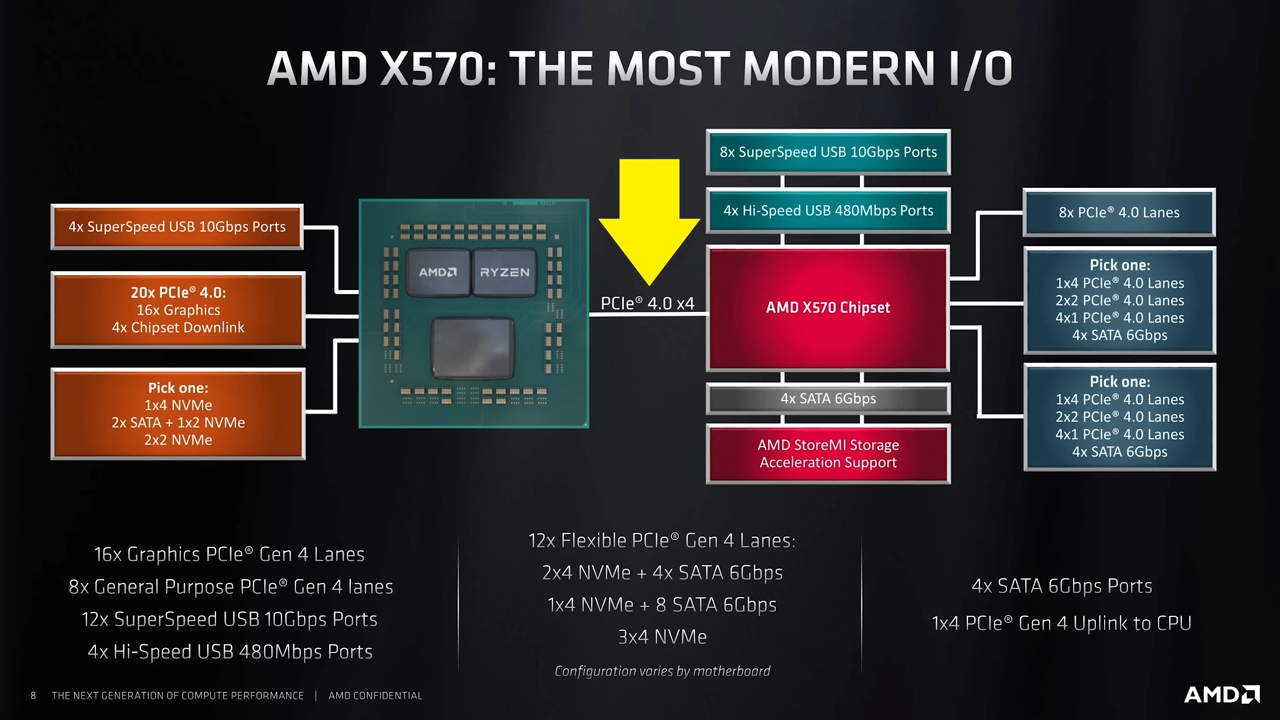 AMD X570: THE MOST MODERN I/O
4x SuperSpeed USB 10Gbps Ports
20x PCIe® 4.0:
16x Graphics
4x Chipset Downlink
Pick one:
1x4 NVMe
2x SATA + 1x2 NVMe
2x2 NVMe
AMD
RYZEN
PCIe® 4.0 x4
8x SuperSpeed USB 10Gbps Ports
4x Hi-Speed USB 480Mbps Ports
AMD X570 Chipset
4x SATA 6Gbps
AMD StoreMI Storage
Acceleration Support
8x PCIe® 4.0 Lanes
Pick one:
1x4 PCIe® 4.0 Lanes
2x2 PCIe® 4.0 Lanes
4x1 PCIe® 4.0 Lanes
4x SATA 6Gbps
Pick one:
1x4 PCIe® 4.0 Lanes
2x2 PCIe® 4.0 Lanes
4x1 PCIe® 4.0 Lanes
4x SATA 6Gbps
16x Graphics PCIe® Gen 4 Lanes
8x General Purpose PCIe® Gen 4 lanes
12x SuperSpeed USB 10Gbps Ports
4x Hi-Speed USB 480Mbps Ports
12x Flexible PCIe® Gen 4 Lanes:
2x4 NVMe + 4x SATA 6Gbps
1x4 NVMe + 8 SATA 6Gbps
3x4 NVMe
Configuration varies by motherboard
4x SATA 6Gbps Ports
1x4 PCIe® Gen 4 Uplink to CPU
8 THE NEXT GENERATION OF COMPUTE PERFORMANCE | AMD CONFIDENTIAL
AMD